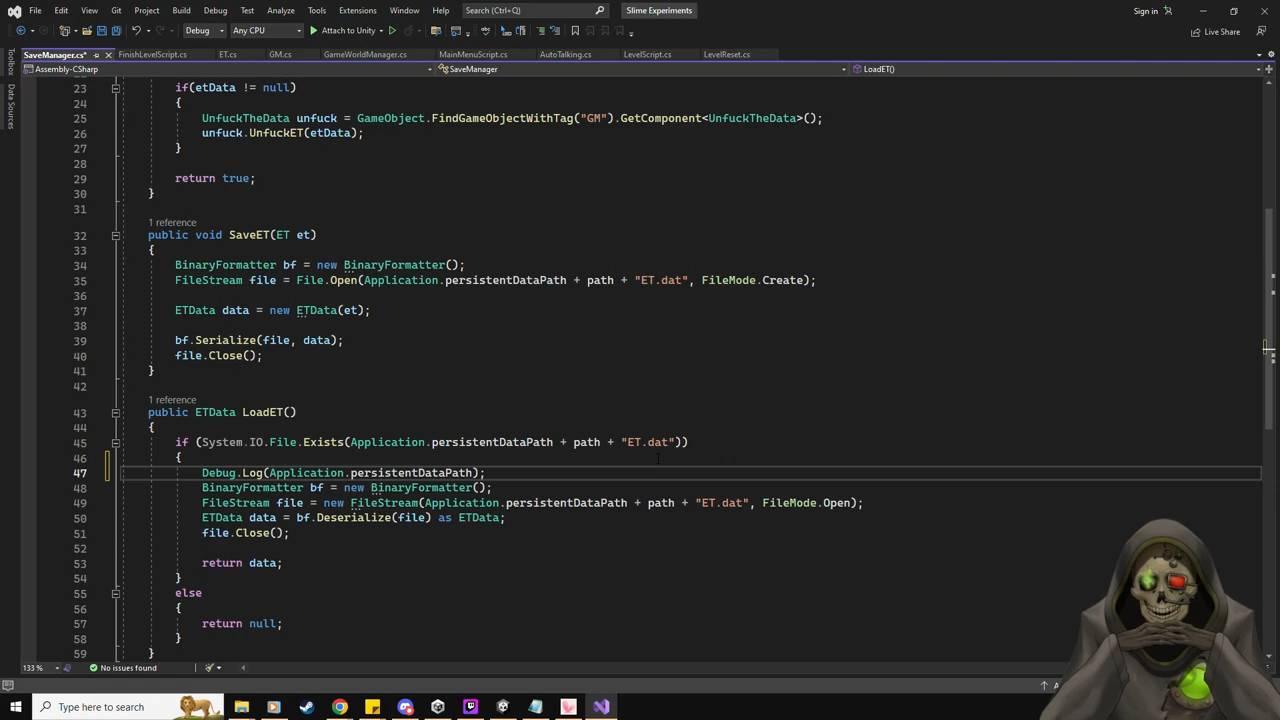 File Edit View Git Project Build Debug Test Analyze Tools Extensions Window Help Search (Ctrl+Q) Slime Experiments Sign in
Debug Any CPU Attach to Unity Live Share
SaveManager.cs* FinishLevelScript.cs ET.cs GM.cs GameWorldManager.cs MainMenuScript.cs AutoTalking.cs LevelScript.cs LevelReset.cs
Assembly-CSharp SaveManager LoadET()
Toolbox
Data Sources
23 if(etData != null)
24 {
25 UnfuckTheData unfuck = GameObject.FindGameObjectWithTag("GM").GetComponent<UnfuckTheData>();
26 unfuck.UnfuckET(etData);
27 }
28
29 return true;
30 }
31
1 reference
32 public void SaveET(ET et)
33 {
34 BinaryFormatter bf = new BinaryFormatter();
35 FileStream file = File.Open(Application.persistentDataPath + path + "ET.dat", FileMode.Create);
36
37 ETData data = new ETData(et);
38
39 bf.Serialize(file, data);
40 file.Close();
41 }
42
1 reference
43 public ETData LoadET()
44 {
45 if (System.IO.File.Exists(Application.persistentDataPath + path + "ET.dat"))
46 {
47 Debug.Log(Application.persistentDataPath);
48 BinaryFormatter bf = new BinaryFormatter();
49 FileStream file = new FileStream(Application.persistentDataPath + path + "ET.dat", FileMode.Open);
50 ETData data = bf.Deserialize(file) as ETData;
51 file.Close();
52
53 return data;
54 }
55 else
56 {
57 return null;
58 }
59 }
133 % No issues found
Type here to search